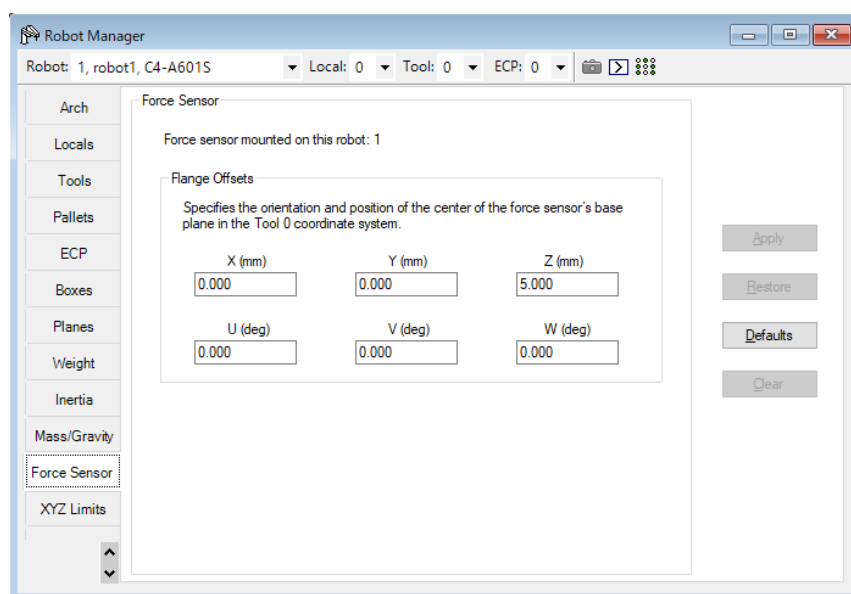 Robot Manager
Robot: 1, robot1, C4-A601S Local: 0 Tool: 0 ECP: 0
Arch
Locals
Tools
Pallets
ECP
Boxes
Planes
Weight
Inertia
Mass/Gravity
Force Sensor
XYZ Limits
Force Sensor
Force sensor mounted on this robot: 1
Flange Offsets
Specifies the orientation and position of the center of the force sensor's base
plane in the Tool 0 coordinate system.
X (mm) Y (mm) Z (mm)
0.000 0.000 5.000
U (deg) V (deg) W (deg)
0.000 0.000 0.000
Apply
Restore
Defaults
Clear